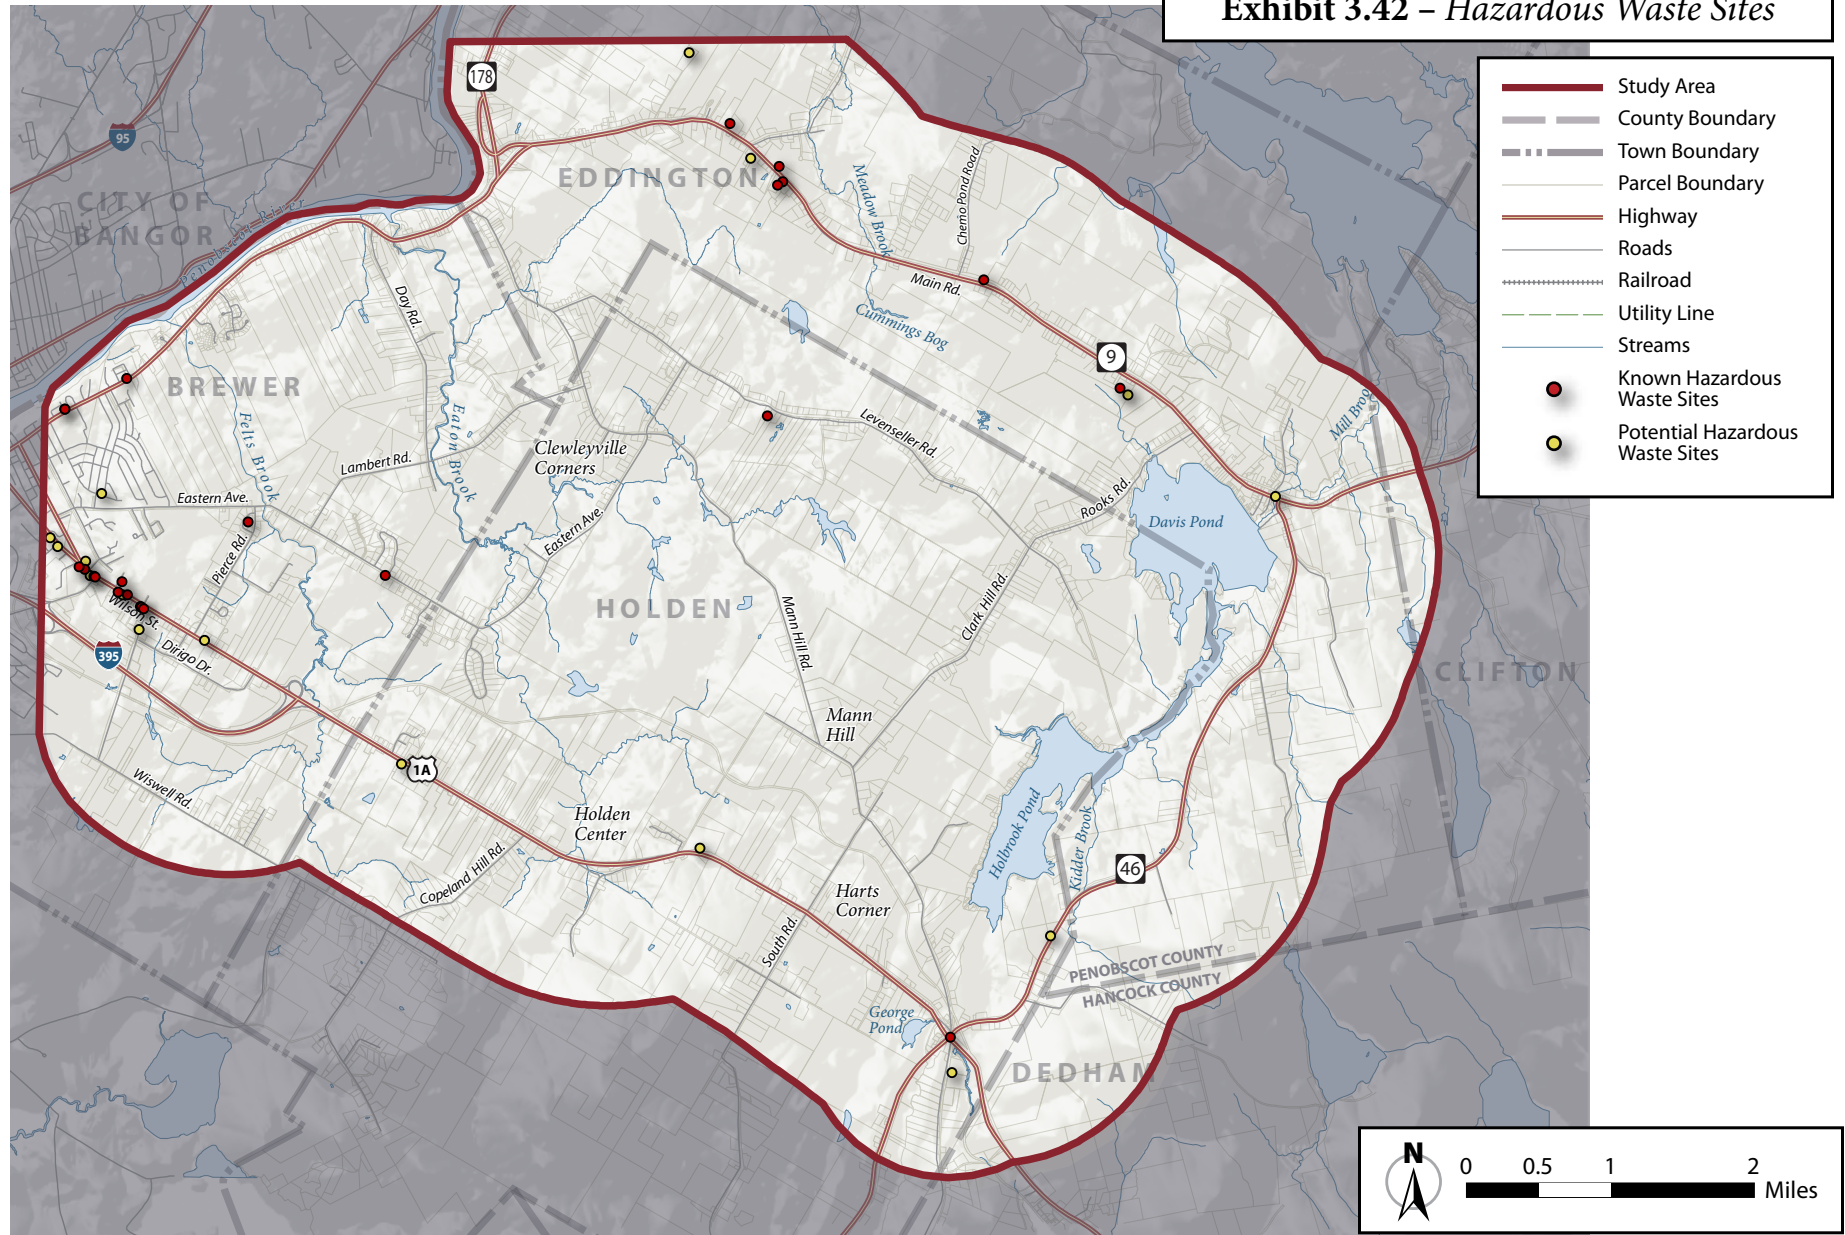 Exhibit 3.42 – Hazardous Waste Sites
Study Area
County Boundary
Town Boundary
Parcel Boundary
Highway
Roads
Railroad
Utility Line
Streams
Known Hazardous
Waste Sites
Potential Hazardous
Waste Sites
178
95
CITY OF
BANGOR
Penobscot River
EDDINGTON
Meadow Brook
Chemo Pond Road
Main Rd.
Cummings Bog
9
Day Rd.
BREWER
Felts Brook
Eaton Brook
Lambert Rd.
Clewleyville
Corners
Levenseller Rd.
Mill Broo
Eastern Ave.
Rooks Rd.
Davis Pond
Eastern Ave.
Pierce Rd.
HOLDEN
Mann Hill Rd.
Clark Hill Rd.
Wilson St.
Dirigo Dr.
395
CLIFTON
Mann
Hill
1A
Wiswell Rd.
Holden
Center
Holbrook Pond
Kidder Brook
46
Copeland Hill Rd.
Harts
Corner
South Rd.
PENOBSCOT COUNTY
HANCOCK COUNTY
George
Pond
DEDHAM
N
0 0.5 1 2
Miles